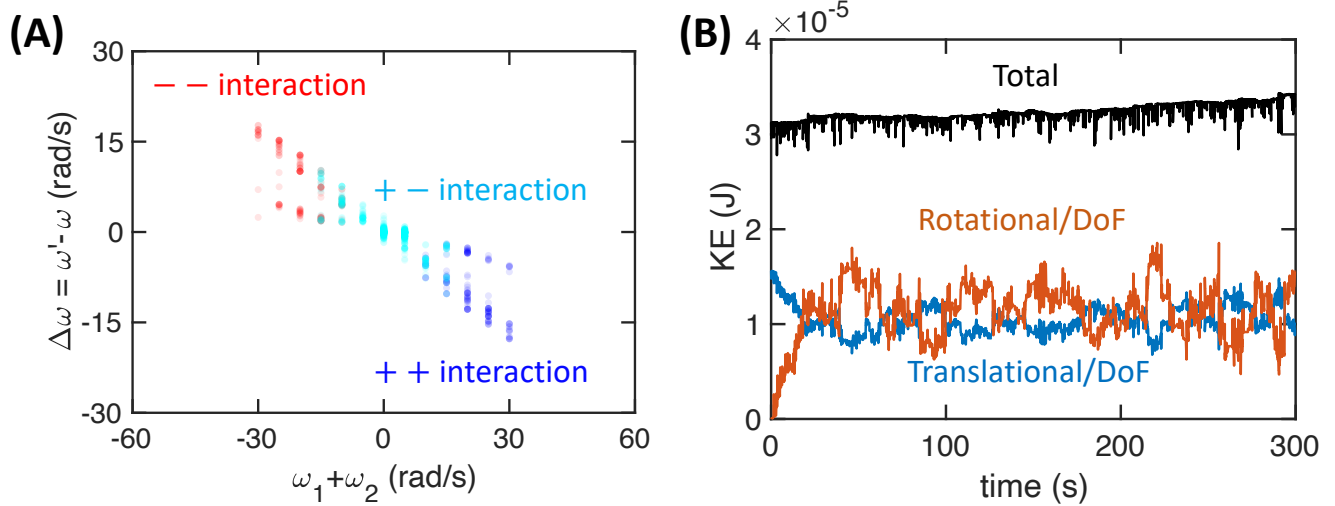 (A)
30
15
0
-15
-30
-60
-30
0
30
60
Δω = ω'- ω (rad/s)
ω₁+ω₂ (rad/s)
− − interaction
+ − interaction
+ + interaction
(B)
×10⁻⁵
4
3
2
1
0
0
100
200
300
KE (J)
time (s)
Total
Rotational/DoF
Translational/DoF